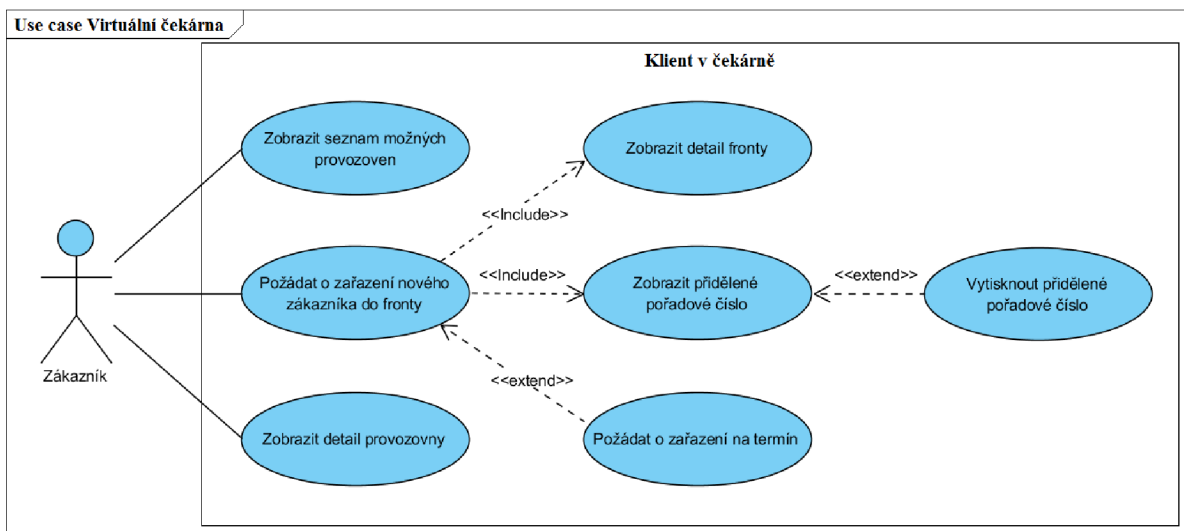 Use case Virtuální čekárna
Klient v čekárně
Zobrazit seznam možných
provozoven
Zobrazit detail fronty
<<Include>>
Požádat o zařazení nového
zákazníka do fronty
<<Include>>
Zobrazit přidělené
pořadové číslo
<<extend>>
Vytisknout přidělené
pořadové číslo
Zákazník
<<extend>>
Zobrazit detail provozovny
Požádat o zařazení na termín